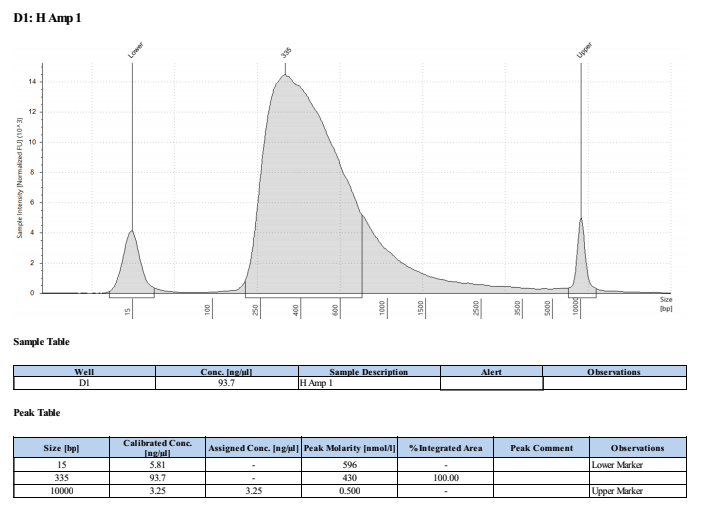 D1: H Amp 1
Lower
335
Upper
Sample Intensity [Normalized FU] (10^3)
14
12
10
8
6
4
2
0
15
100
250
400
600
1000
1500
2500
3500
5000
10000
Size
[bp]
Sample Table
Well Conc. [ng/µl] Sample Description Alert Observations
D1 93.7 H Amp 1
Peak Table
Size [bp] Calibrated Conc. [ng/µl] Assigned Conc. [ng/µl] Peak Molarity [nmol/l] % Integrated Area Peak Comment Observations
15 5.81 - 596 - Lower Marker
335 93.7 - 430 100.00
10000 3.25 3.25 0.500 - Upper Marker